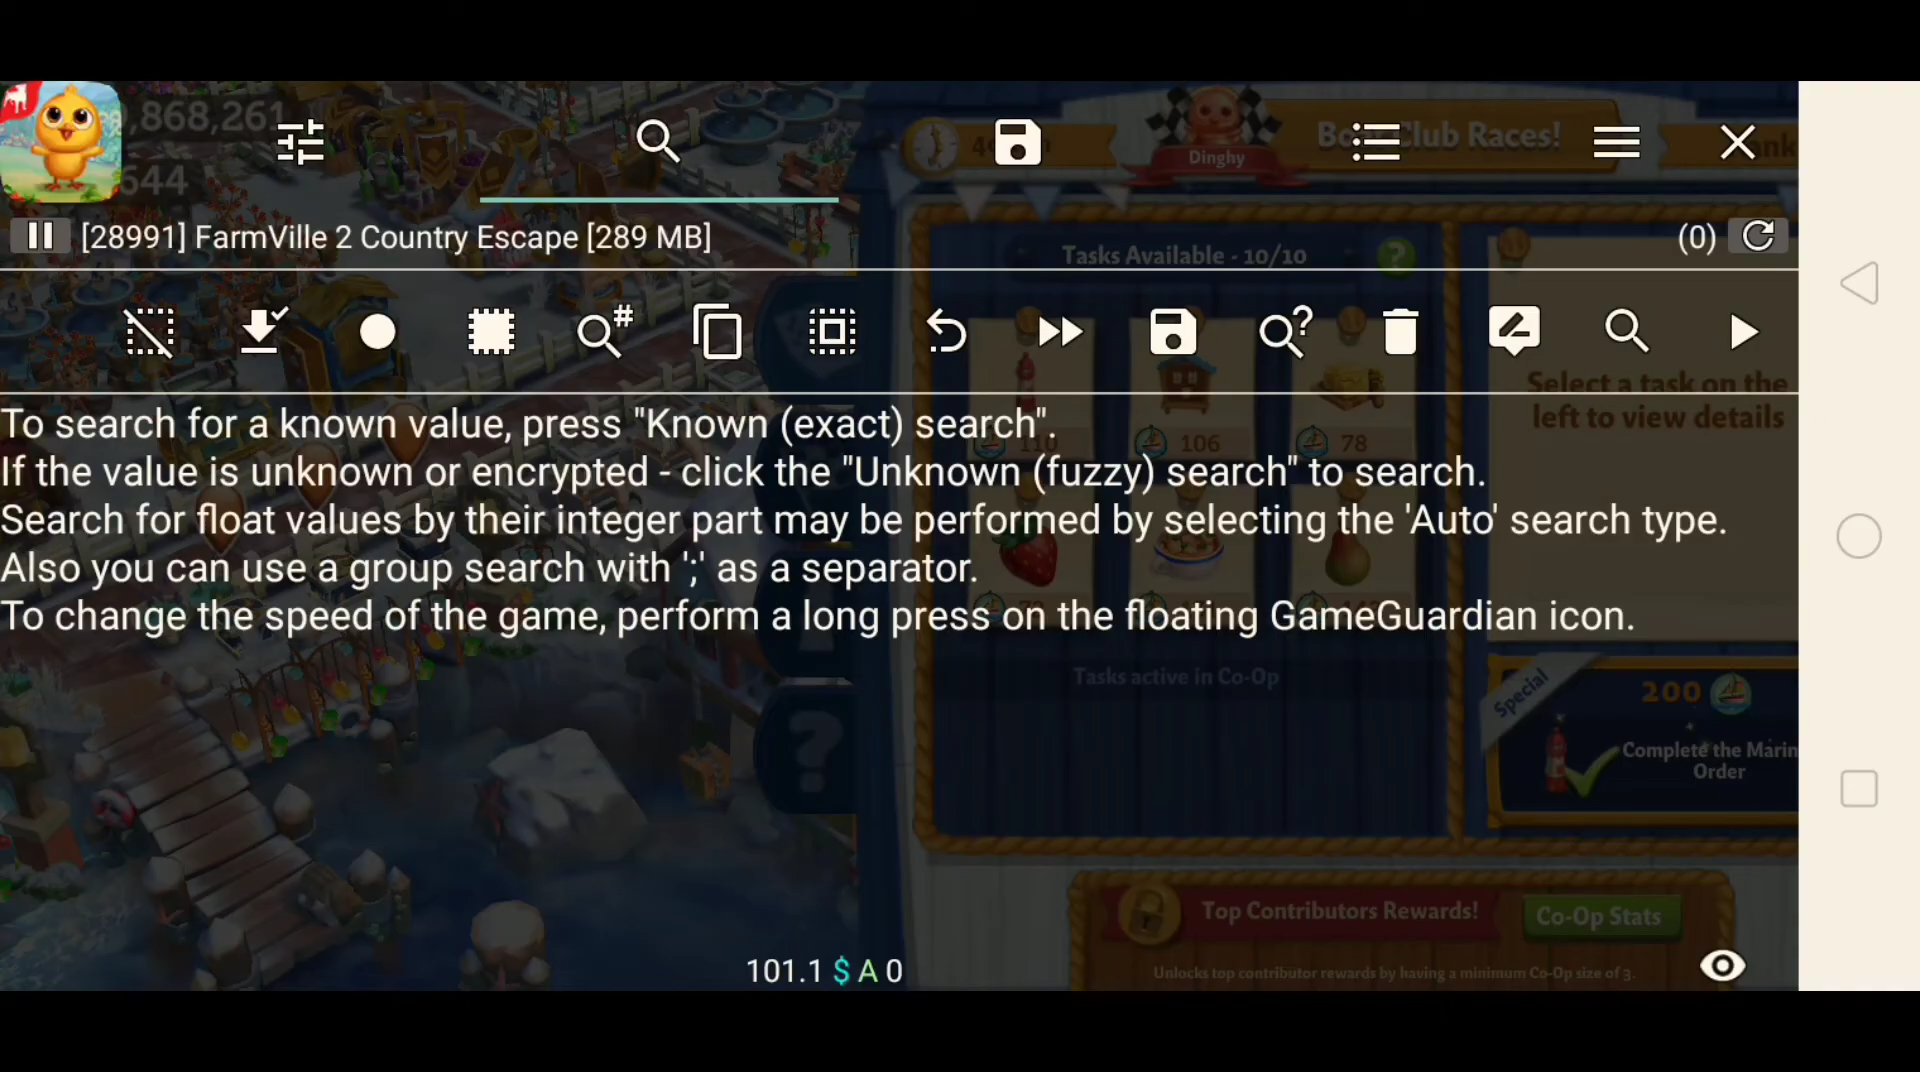 ,868,261
644
4
Boat Club Races!
Dinghy
[28991] FarmVille 2 Country Escape [289 MB]
(0)
Tasks Available - 10/10
?
#
?
Select a task on the
left to view details
To search for a known value, press "Known (exact) search".
110
106
78
If the value is unknown or encrypted - click the "Unknown (fuzzy) search" to search.
Search for float values by their integer part may be performed by selecting the 'Auto' search type.
Also you can use a group search with ';' as a separator.
To change the speed of the game, perform a long press on the floating GameGuardian icon.
Tasks active in Co-Op
Special
200
?
Complete the Marin
Order
Top Contributors Rewards!
Co-Op Stats
101.1 $ A 0
Unlocks top contributor rewards by having a minimum Co-Op size of 3.